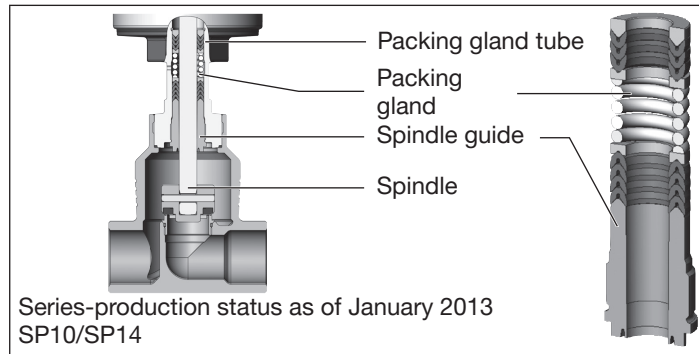 Packing gland tube
Packing
gland
Spindle guide
Spindle
Series-production status as of January 2013
SP10/SP14